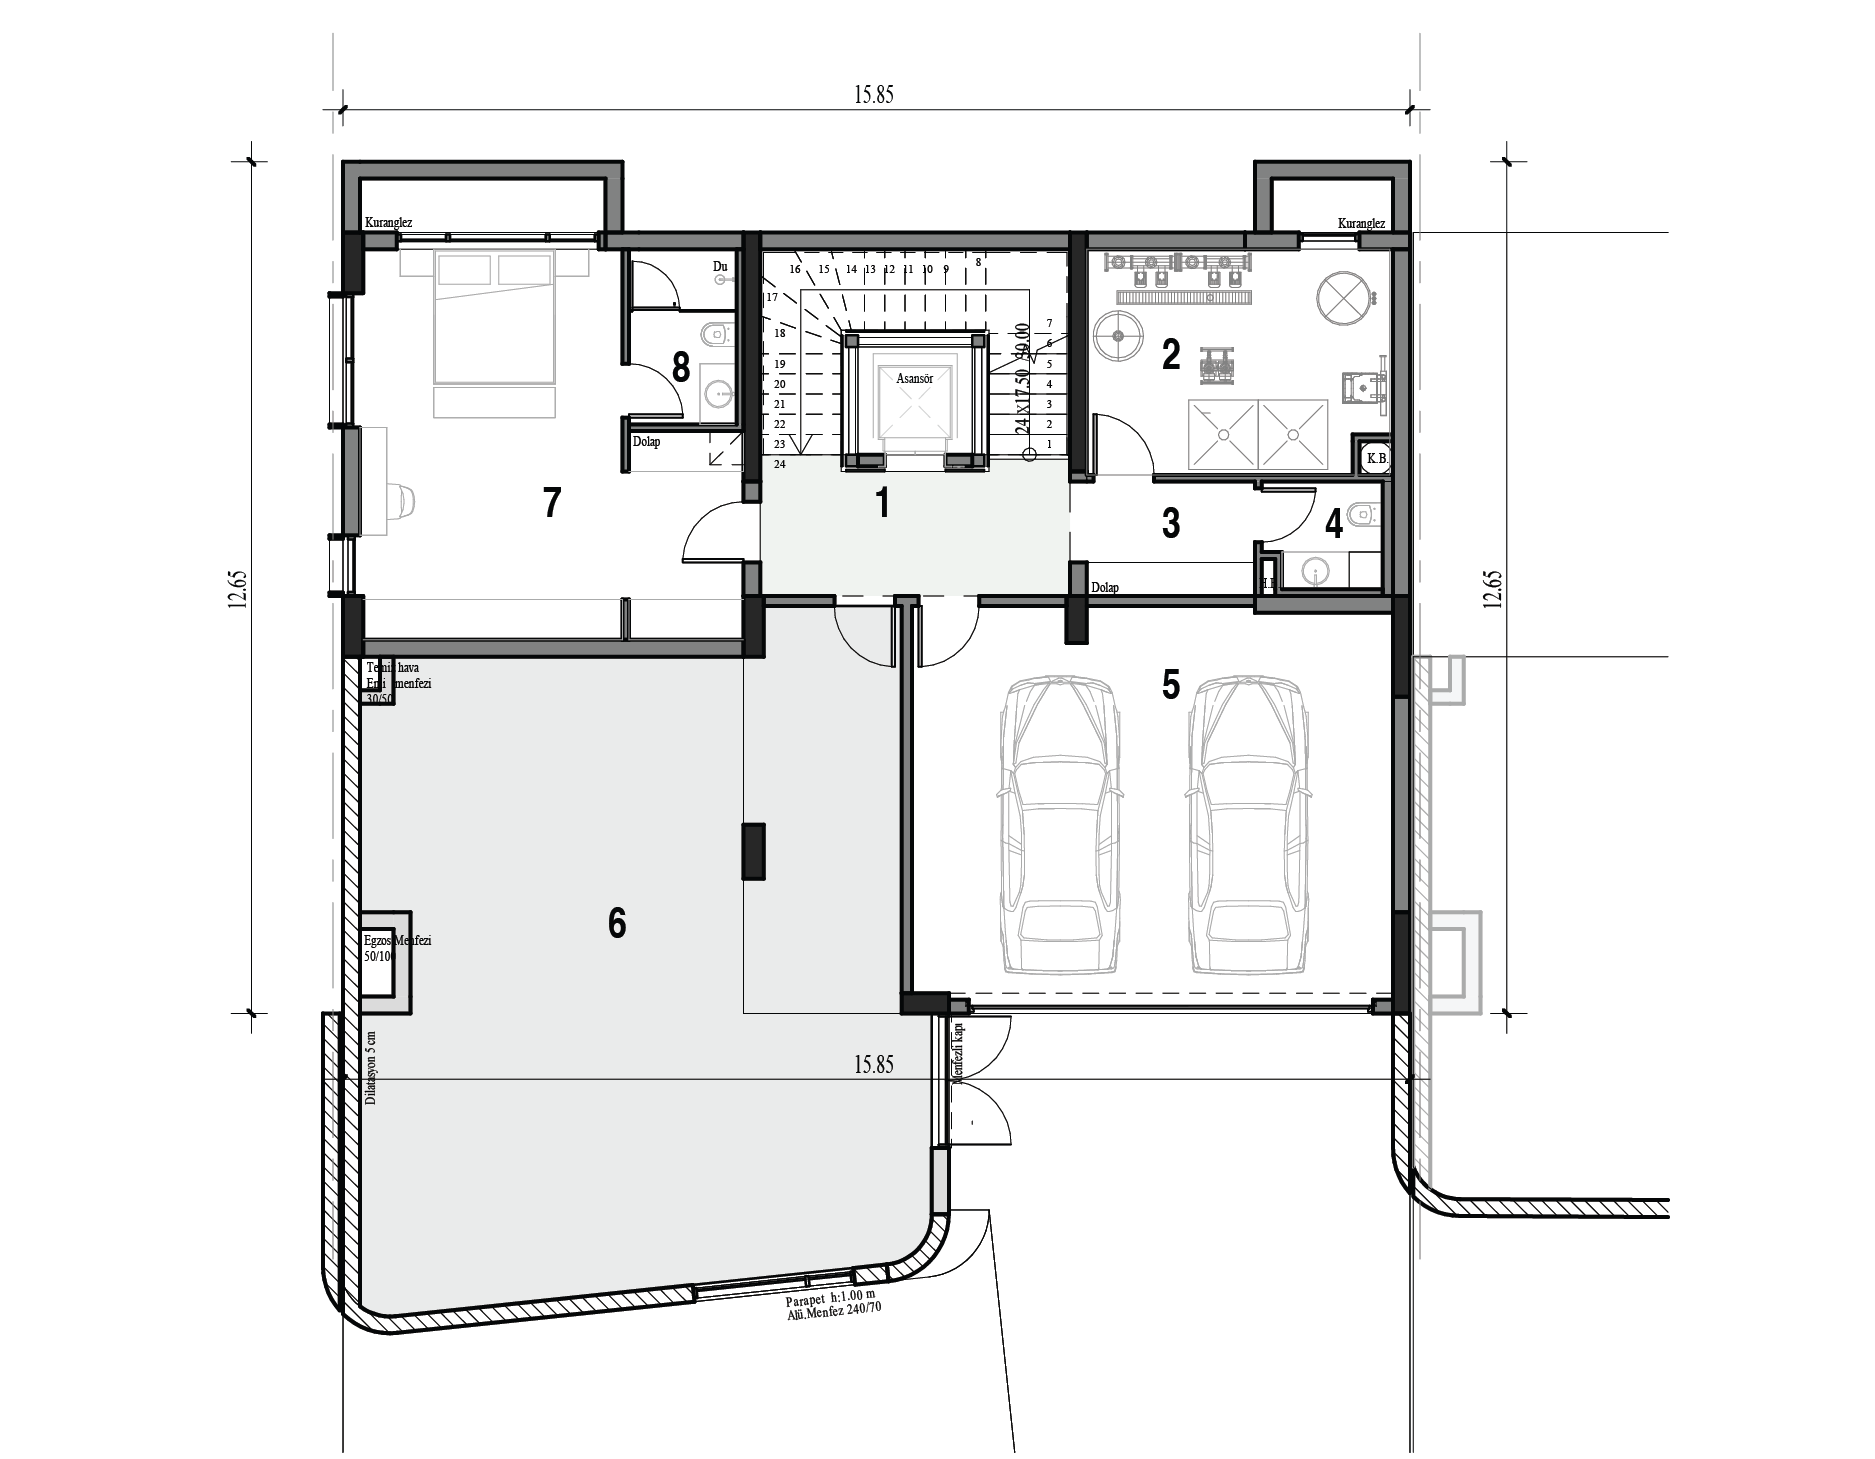 15.85
12.65
12.65
Kuranglez
Kuranglez
Du
16
15
14
13
12
11
10
9
8
17
18
19
20
21
22
23
24
7
6
5
4
3
2
1
24 x17.50 30.00
Asansör
8
2
Dolap
K.B.
7
1
3
4
Dolap
Temiz hava
menfezi
30/50
5
6
Egzos Menfezi
50/100
Dilatasyon 5 cm
Menfezli kapı
15.85
Parapet h:1.00 m
Alü.Menfez 240/70